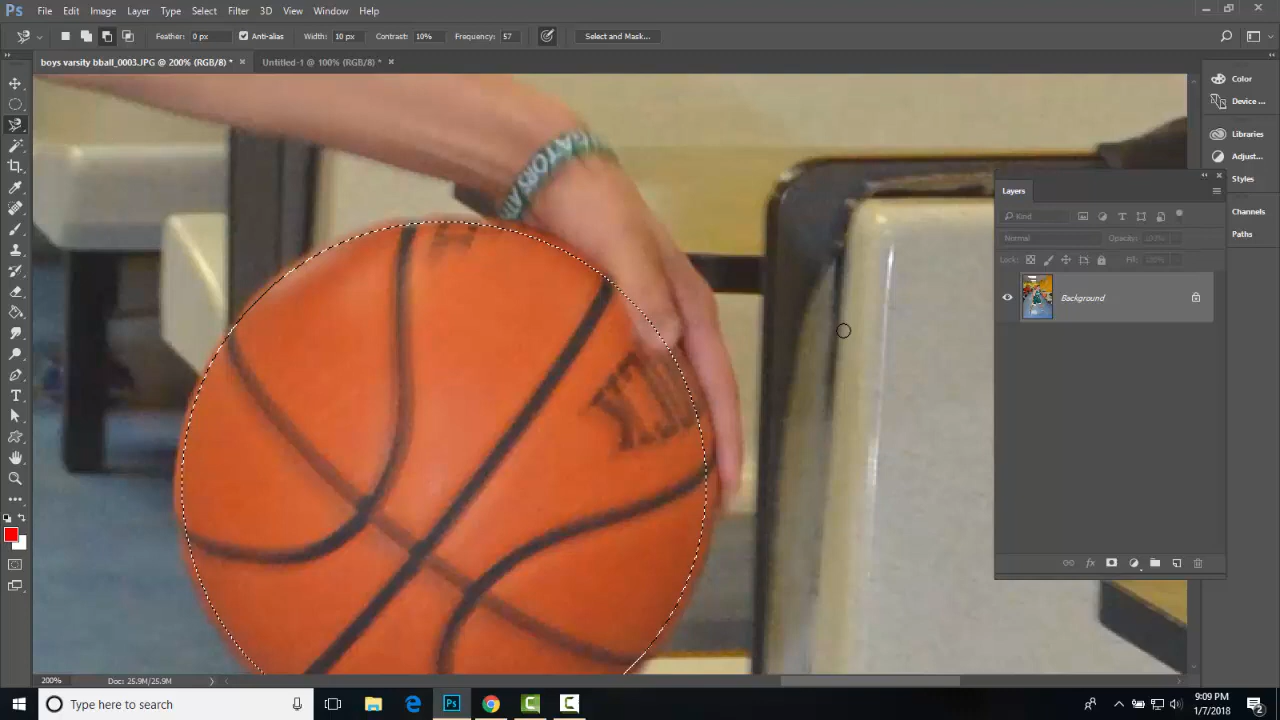 Ps File Edit Image Layer Type Select Filter 3D View Window Help
Feather: 0 px Anti-alias Width: 10 px Contrast: 10% Frequency: 57 Select and Mask...
boys varsity bball_0003.JPG @ 200% (RGB/8) * × Untitled-1 @ 100% (RGB/8) * ×
Color
Device ...
Libraries
Adjust...
Styles
Channels
Paths
Layers
Kind
Normal Opacity: 100%
Lock: Fill: 100%
Background
200% Doc: 25.9M/25.9M
Type here to search
Ps
9:09 PM
1/7/2018
2